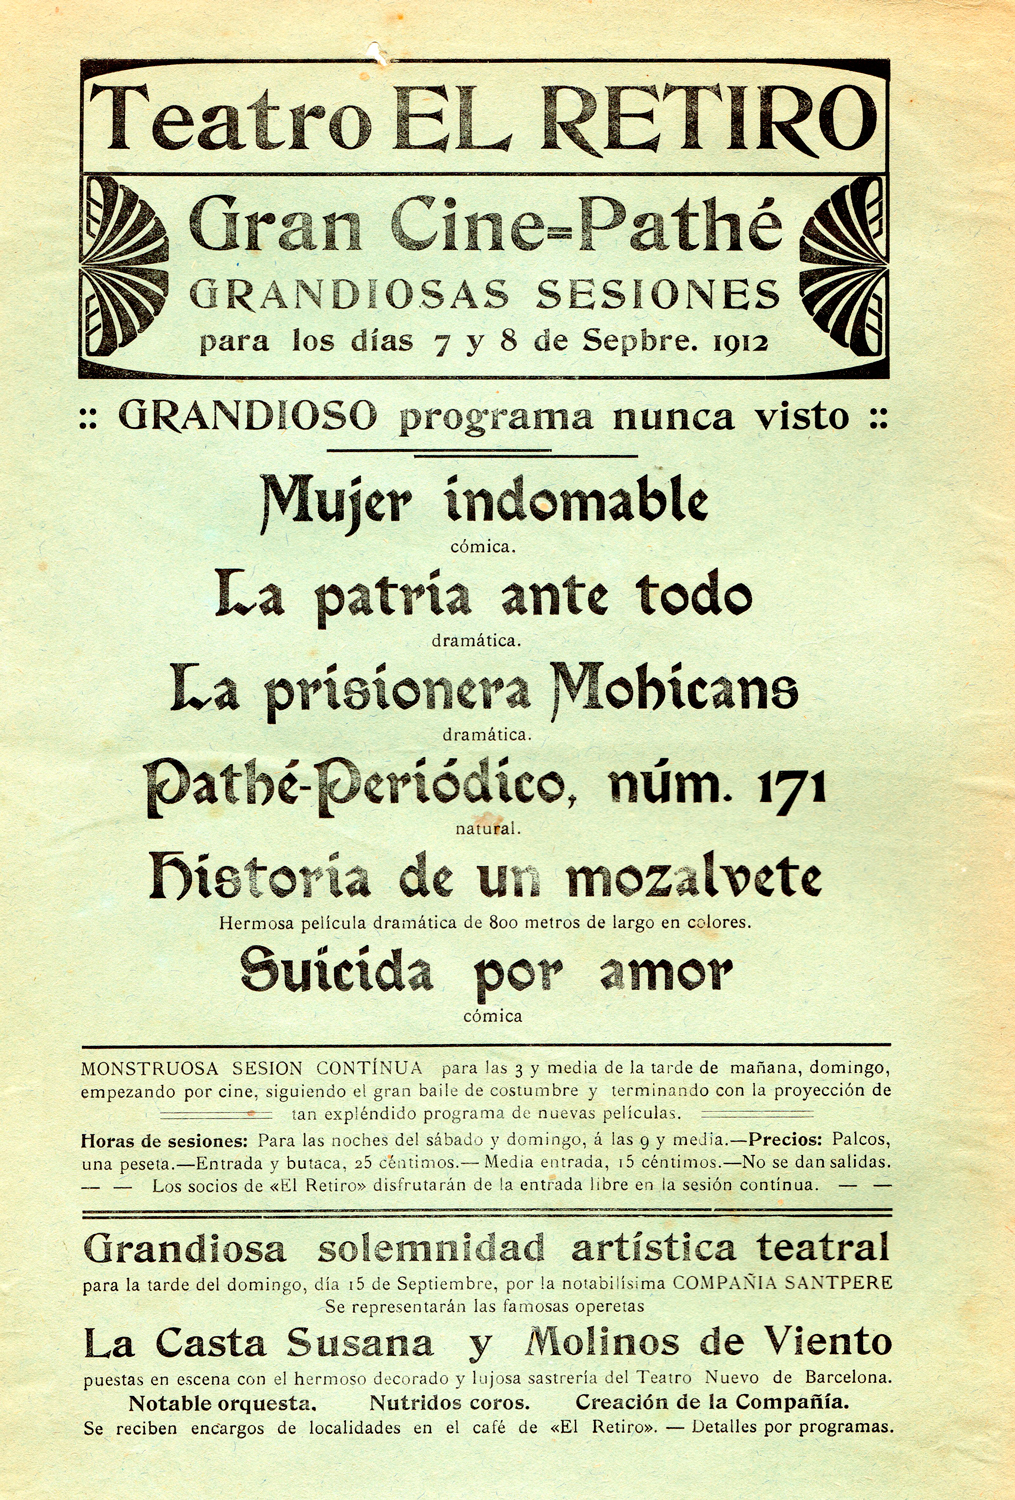 Teatro EL RETIRO
Gran Cine=Pathé
GRANDIOSAS SESIONES
para los días 7 y 8 de Sepbre. 1912
:: GRANDIOSO programa nunca visto ::
Mujer indomable
cómica.
La patria ante todo
dramática.
La prisionera Mohicans
dramática.
Pathé-Periódico, núm. 171
natural.
Historia de un mozalvete
Hermosa película dramática de 800 metros de largo en colores.
Suicida por amor
cómica
MONSTRUOSA SESION CONTÍNUA para las 3 y media de la tarde de mañana, domingo,
empezando por cine, siguiendo el gran baile de costumbre y terminando con la proyección de
tan expléndido programa de nuevas películas.
Horas de sesiones: Para las noches del sábado y domingo, á las 9 y media.—Precios: Palcos,
una peseta.—Entrada y butaca, 25 céntimos.— Media entrada, 15 céntimos.—No se dan salidas.
— — Los socios de «El Retiro» disfrutarán de la entrada libre en la sesión contínua. — —
Grandiosa solemnidad artística teatral
para la tarde del domingo, día 15 de Septiembre, por la notabilísima COMPAÑIA SANTPERE
Se representarán las famosas operetas
La Casta Susana y Molinos de Viento
puestas en escena con el hermoso decorado y lujosa sastrería del Teatro Nuevo de Barcelona.
Notable orquesta. Nutridos coros. Creación de la Compañía.
Se reciben encargos de localidades en el café de «El Retiro». — Detalles por programas.